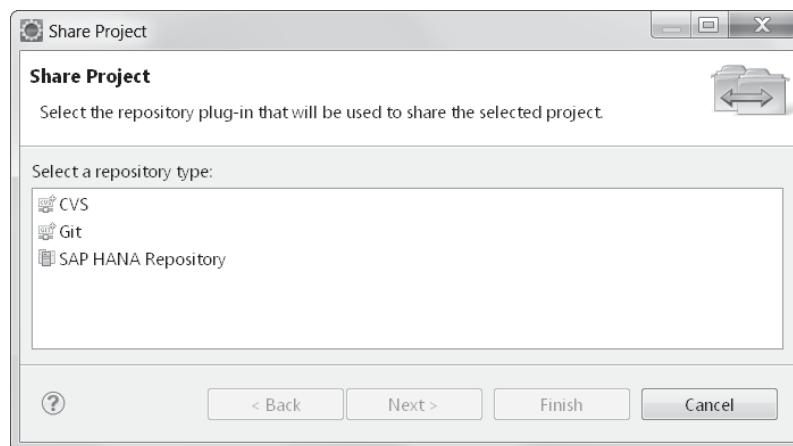 Share Project
Share Project
Select the repository plug-in that will be used to share the selected project.
Select a repository type:
CVS
Git
SAP HANA Repository
?
< Back
Next >
Finish
Cancel